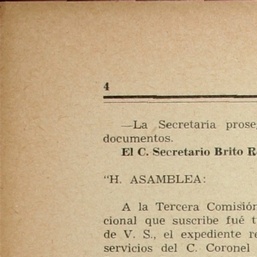 4
—La Secretaría prose
documentos.
El C. Secretario Brito R
"H. ASAMBLEA:
A la Tercera Comisión
cional que suscribe fué t
de V. S., el expediente re
servicios del C. Coronel